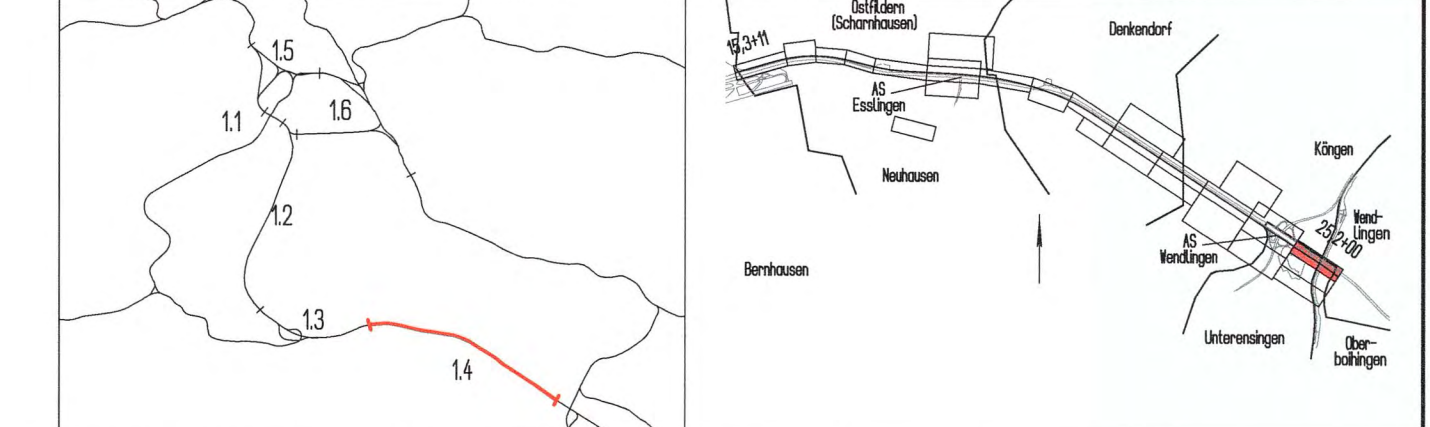 1.5
1.6
1.1
1.2
1.3
1.4
Ostfildern
(Scharnhausen)
Denkendorf
15,3+11
AS
Esslingen
Neuhausen
Köngen
Wend-
lingen
25,2+00
AS
Wendlingen
Bernhausen
Unterensingen
Ober-
boihingen